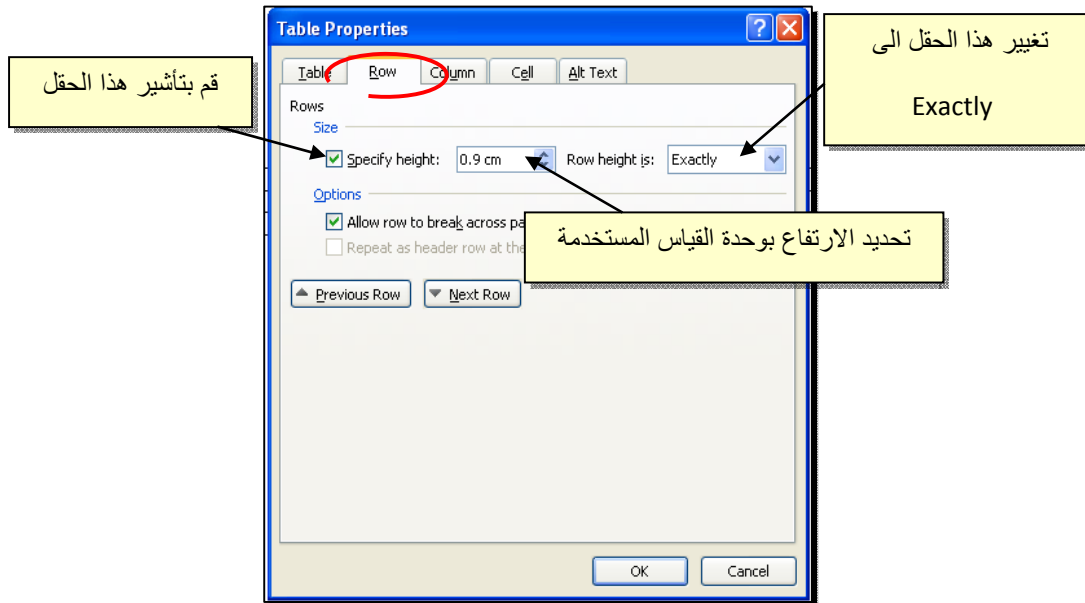 Table Properties
تغيير هذا الحقل الى
Exactly
قم بتأشير هذا الحقل
Table Row Column Cell Alt Text
Rows
Size
Specify height: 0.9 cm Row height is: Exactly
Options
Allow row to break across pa
Repeat as header row at the
تحديد الارتفاع بوحدة القياس المستخدمة
Previous Row Next Row
OK Cancel